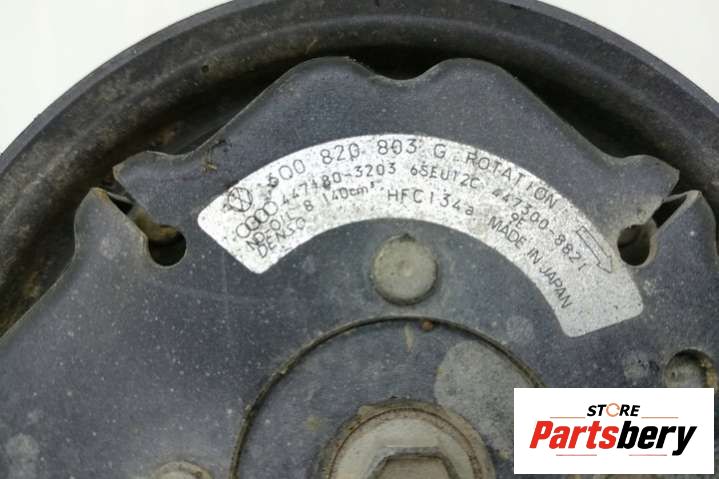 6Q0 820 803 G ROTATION
447180-3203 6SEU12C 447300-8821
ND-OIL 8 140cm³ HFC134a
DENSO MADE IN JAPAN
STORE
Partsbery